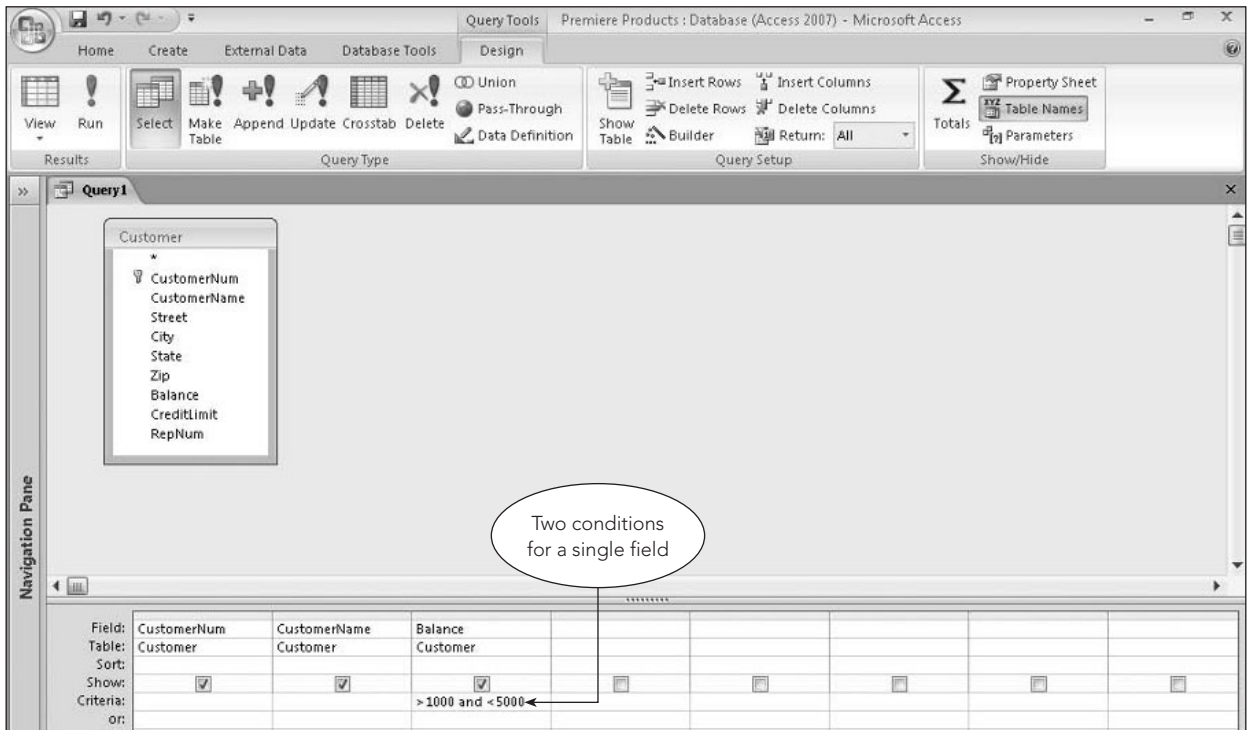 Query Tools Premiere Products : Database (Access 2007) - Microsoft Access
Home Create External Data Database Tools Design
View Run
Results
Select Make Table Append Update Crosstab Delete
Union
Pass-Through
Data Definition
Query Type
Show Table
Insert Rows
Delete Rows
Builder
Insert Columns
Delete Columns
Return: All
Query Setup
Σ
Totals
Property Sheet
XYZ Table Names
[?] Parameters
Show/Hide
»
Query1
Navigation Pane
Customer
*
CustomerNum
CustomerName
Street
City
State
Zip
Balance
CreditLimit
RepNum
Two conditions
for a single field
Field: CustomerNum CustomerName Balance
Table: Customer Customer Customer
Sort:
Show:
Criteria: >1000 and <5000
or: